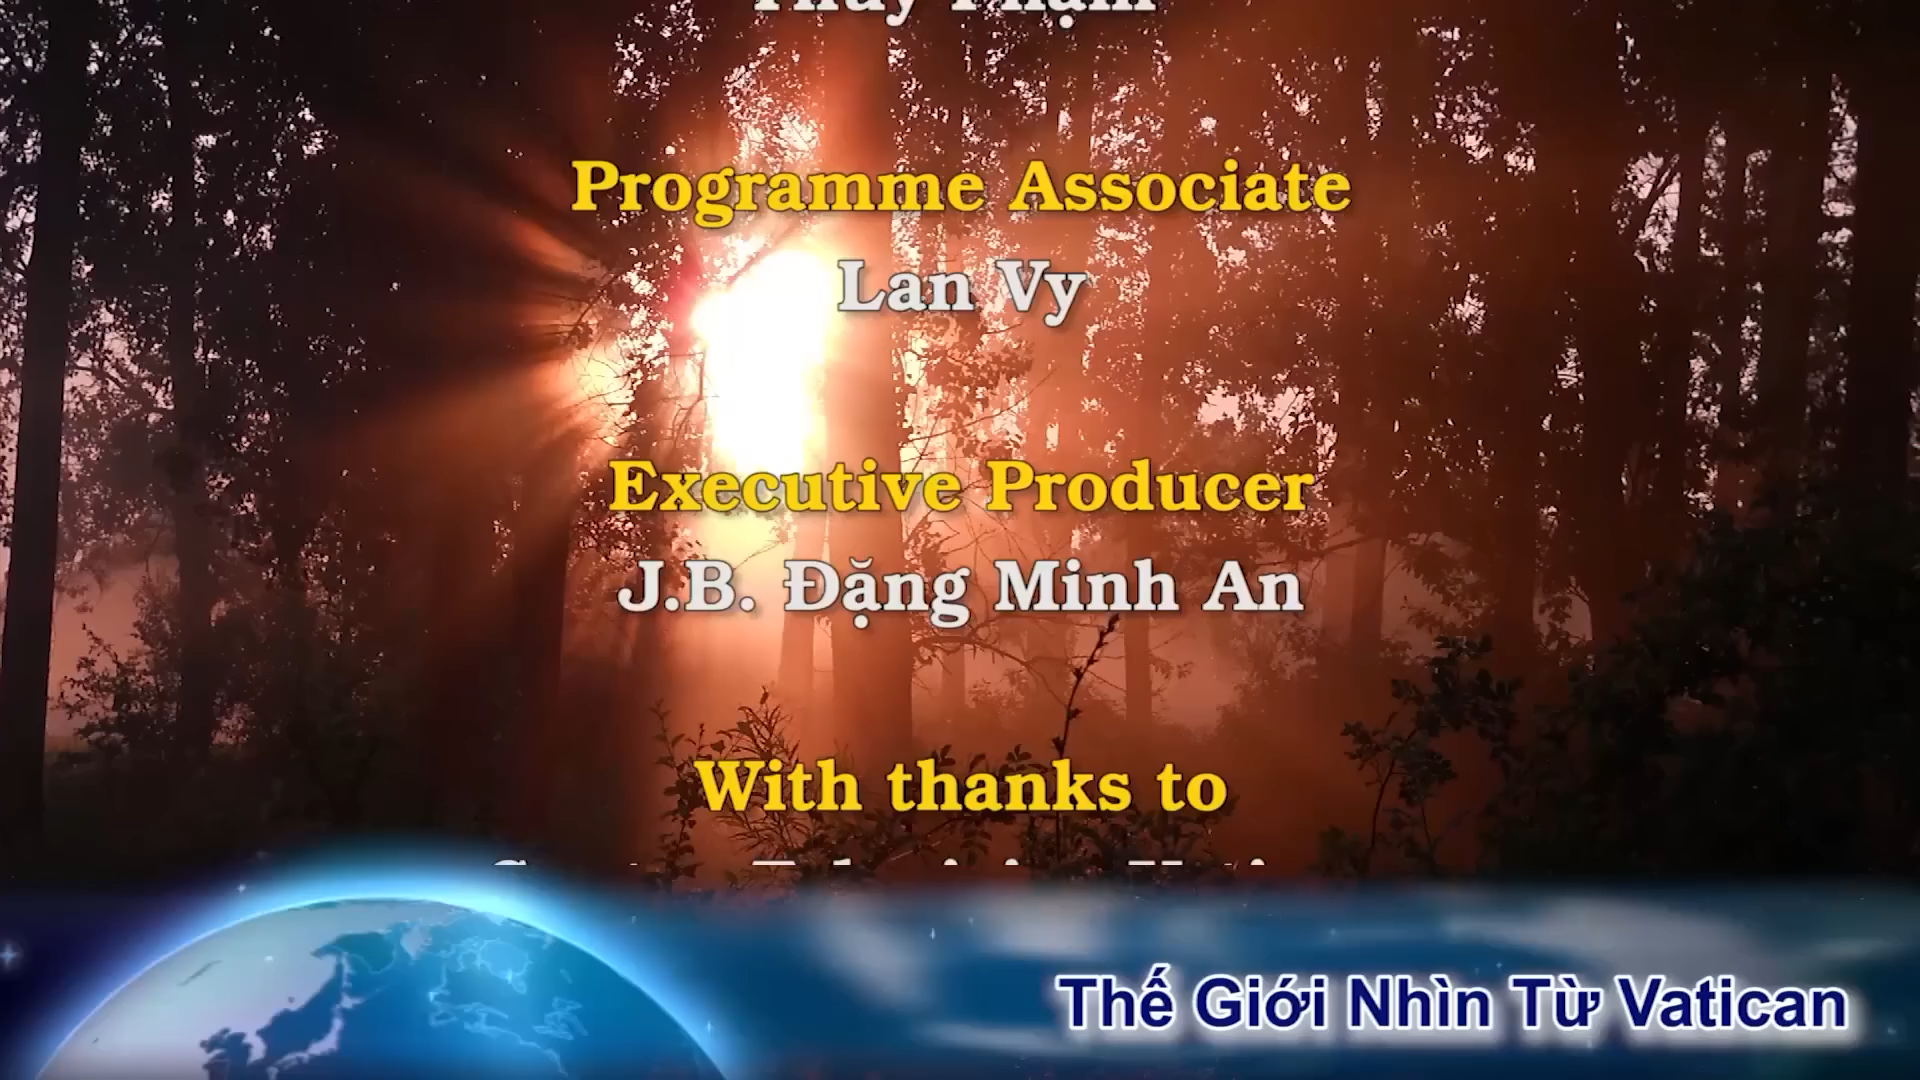 Programme Associate
Lan Vy
Executive Producer
J.B. Đặng Minh An
With thanks to
Thế Giới Nhìn Từ Vatican